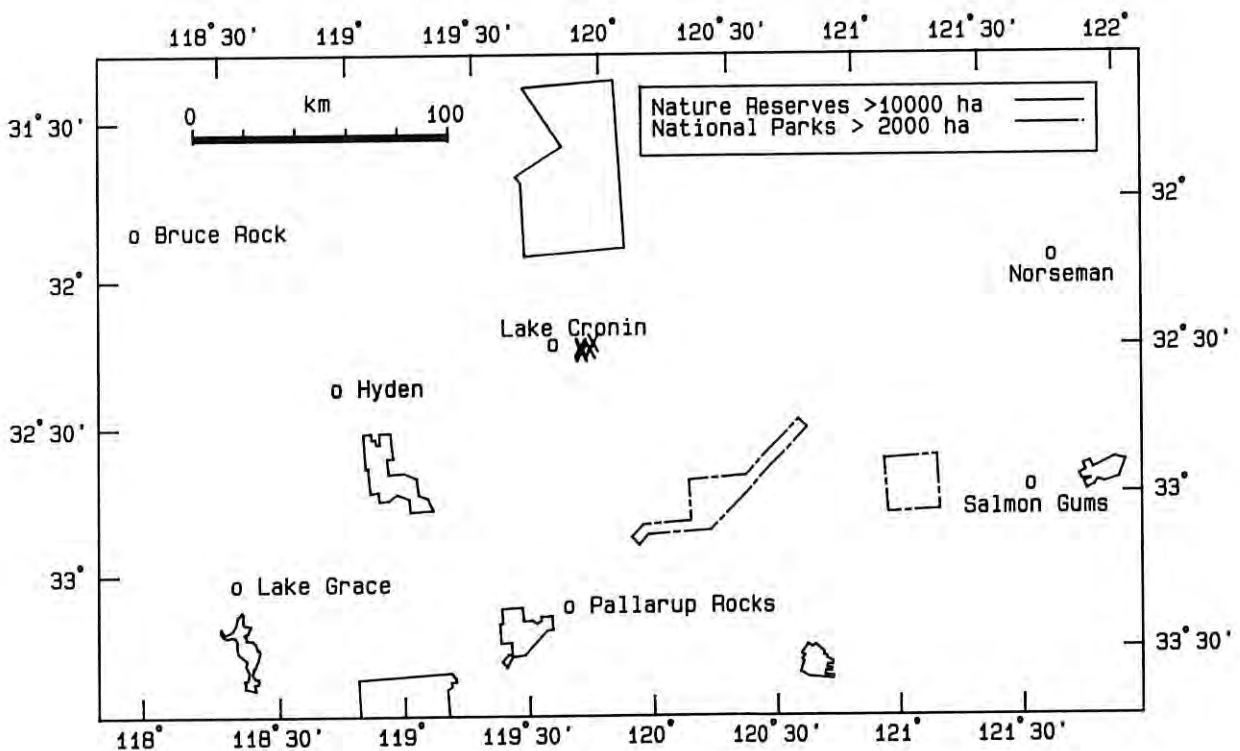 118°30' 119° 119°30' 120° 120°30' 121° 121°30' 122°
km
0 100
Nature Reserves >10000 ha
National Parks > 2000 ha
31°30'
32°
Bruce Rock
Norseman
32°
Lake Cronin
32°30'
Hyden
32°30'
33°
Salmon Gums
33°
Lake Grace
Pallarup Rocks
33°30'
118° 118°30' 119° 119°30' 120° 120°30' 121° 121°30'